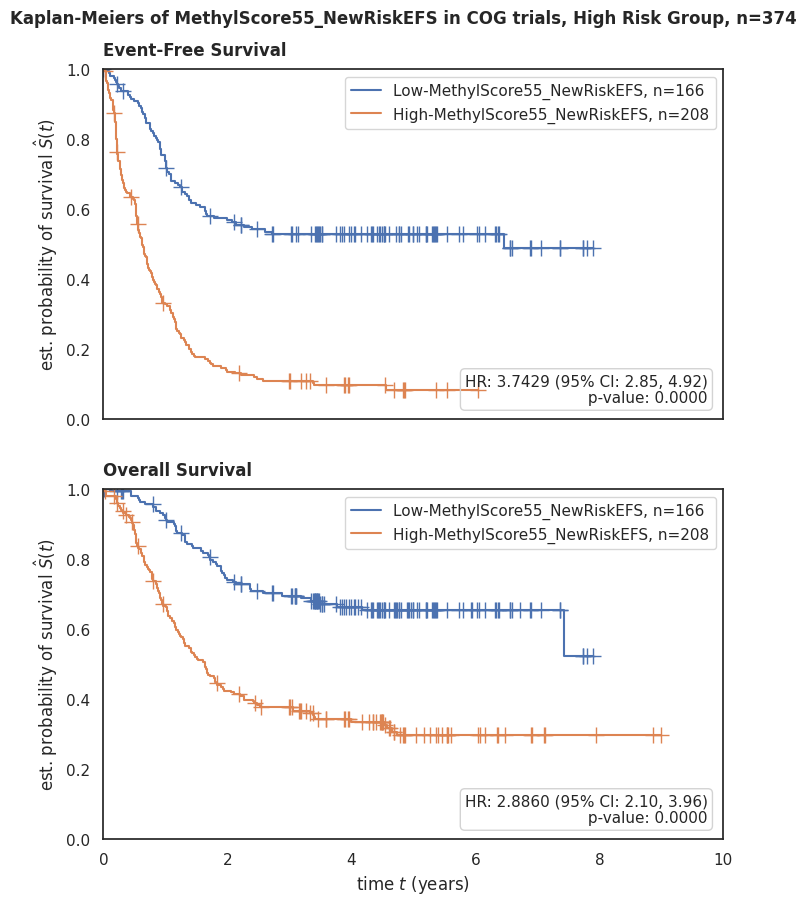 Kaplan-Meiers of MethylScore55_NewRiskEFS in COG trials, High Risk Group, n=374
Event-Free Survival
est. probability of survival Ŝ(t)
1.0
0.8
0.6
0.4
0.2
0.0
Low-MethylScore55_NewRiskEFS, n=166
High-MethylScore55_NewRiskEFS, n=208
HR: 3.7429 (95% CI: 2.85, 4.92)
p-value: 0.0000
Overall Survival
est. probability of survival Ŝ(t)
1.0
0.8
0.6
0.4
0.2
0.0
Low-MethylScore55_NewRiskEFS, n=166
High-MethylScore55_NewRiskEFS, n=208
HR: 2.8860 (95% CI: 2.10, 3.96)
p-value: 0.0000
0 2 4 6 8 10
time t (years)